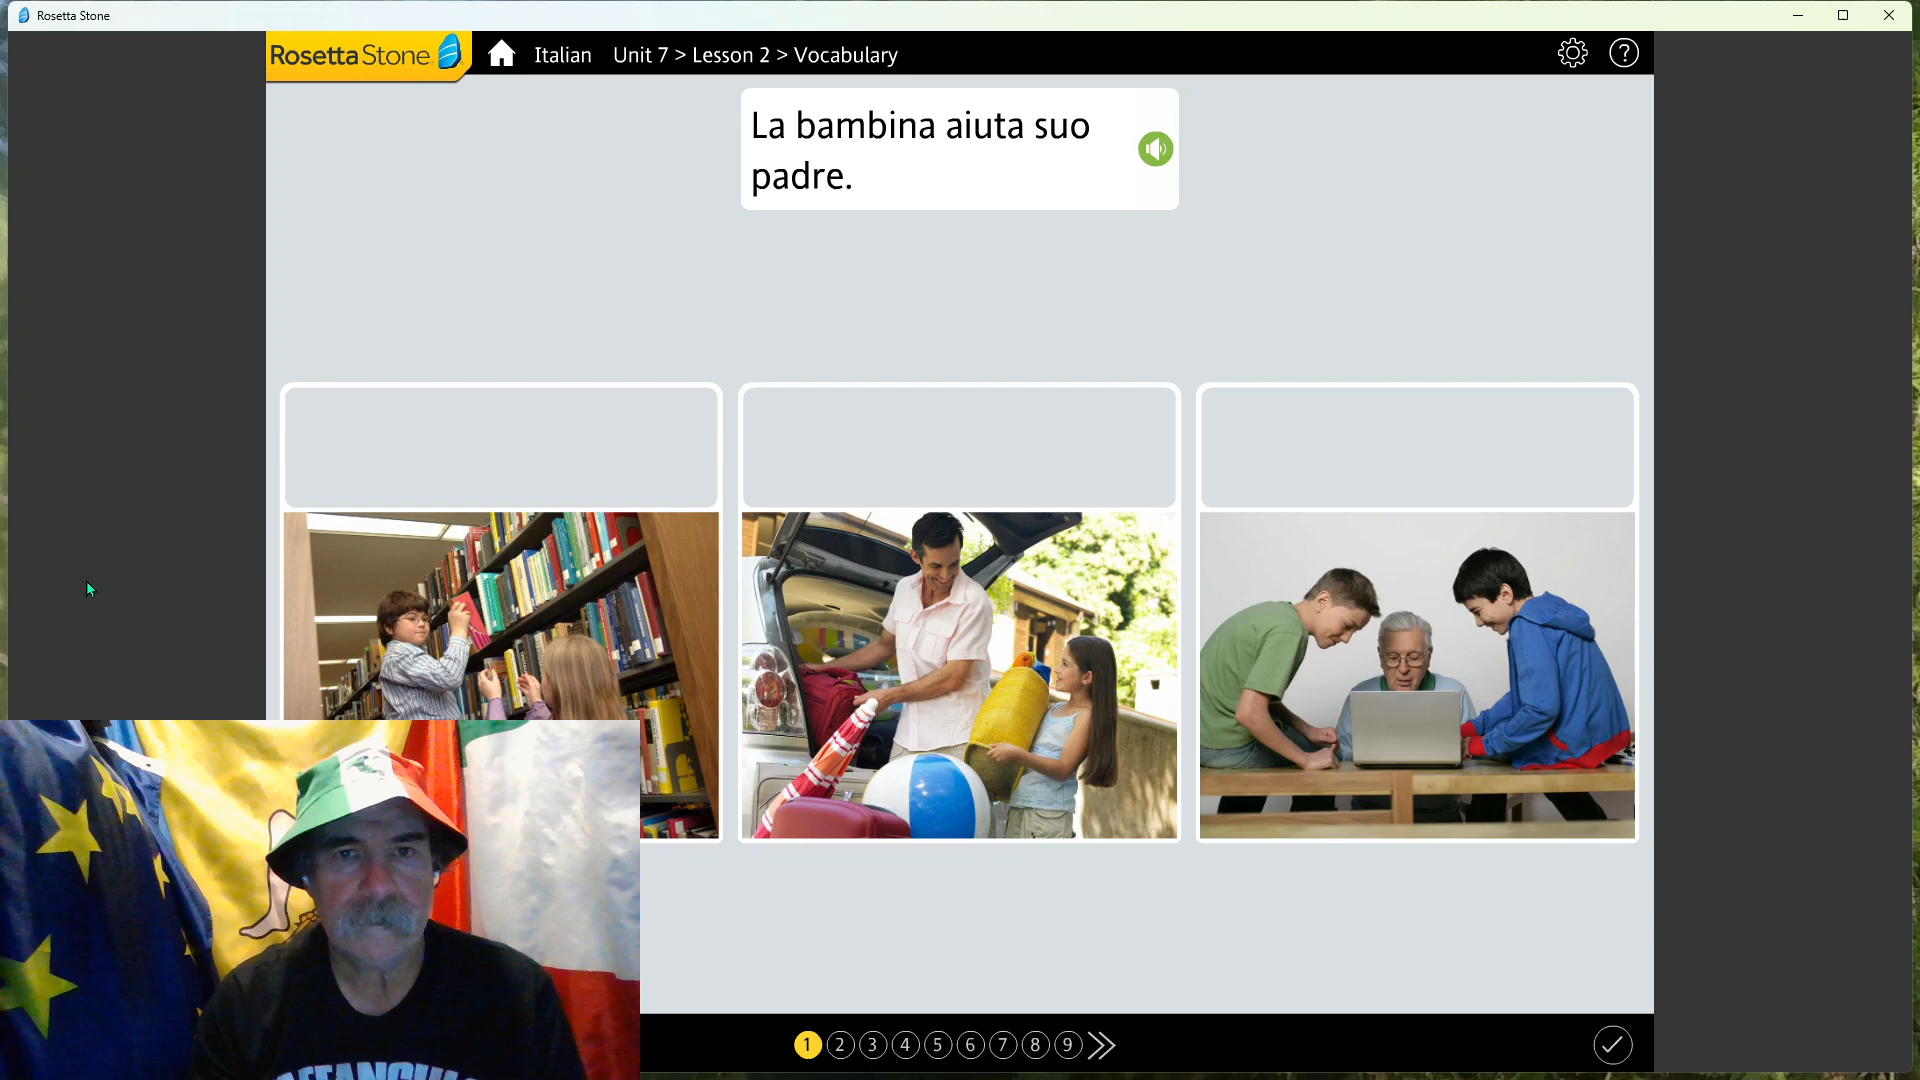 Rosetta Stone
RosettaStone
Italian Unit 7 > Lesson 2 > Vocabulary
?
La bambina aiuta suo
padre.
1 2 3 4 5 6 7 8 9